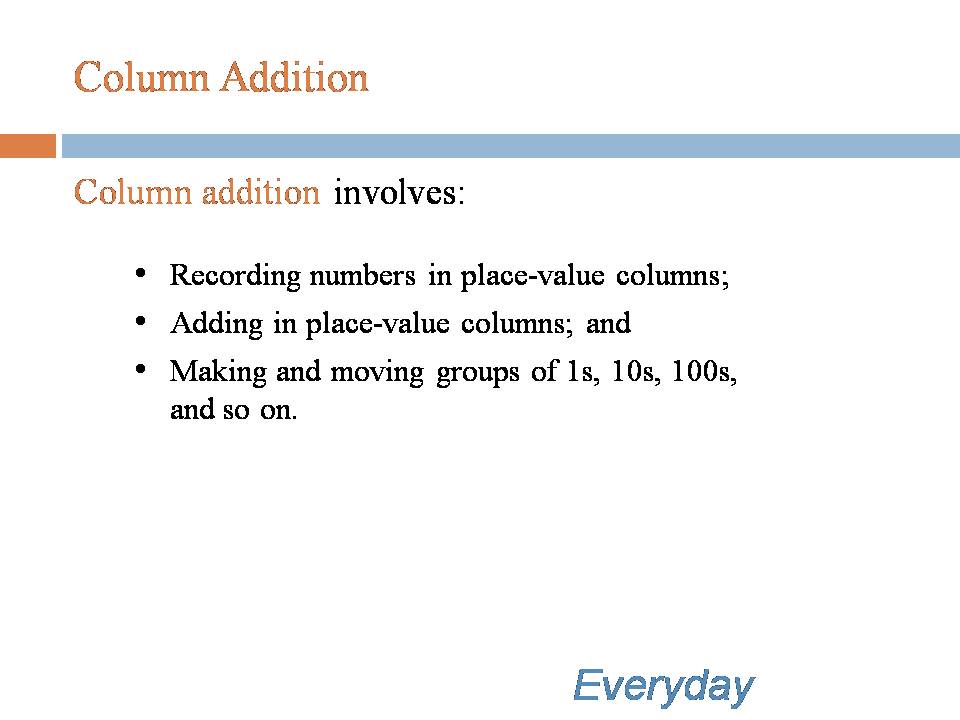 Column Addition
Column addition involves:
• Recording numbers in place-value columns;
• Adding in place-value columns; and
• Making and moving groups of 1s, 10s, 100s,
and so on.
Everyday